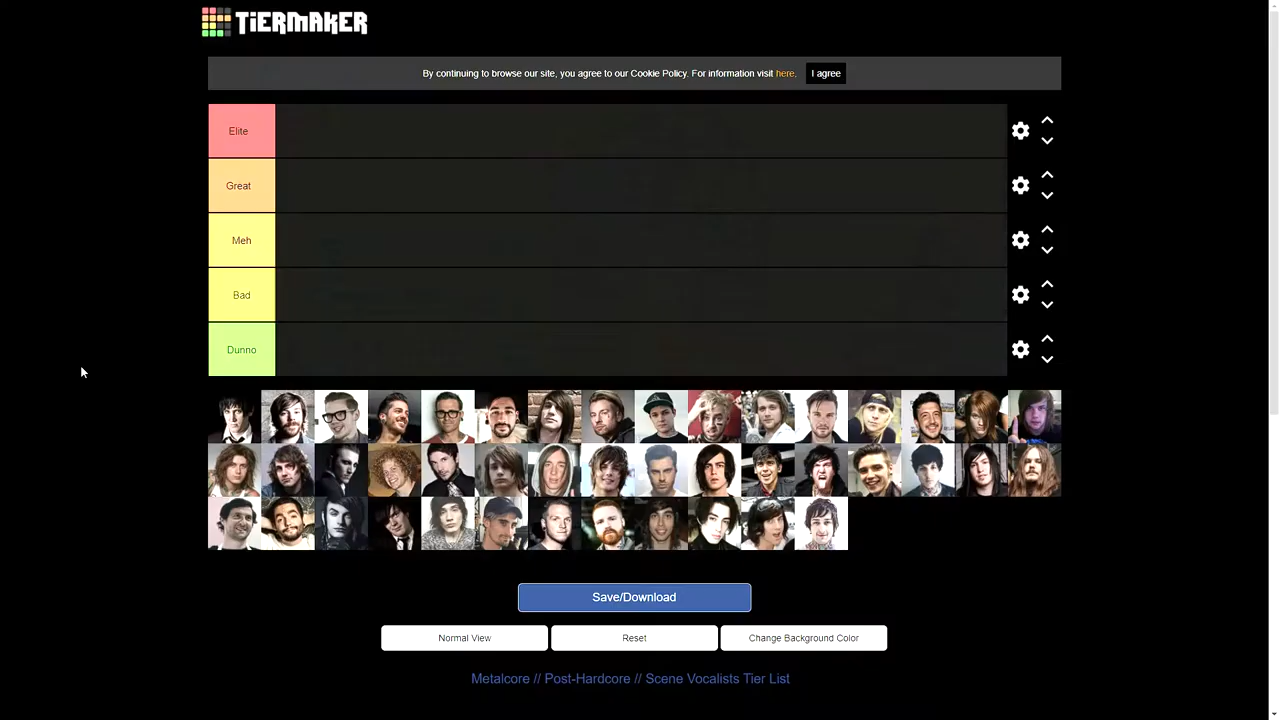 TiERMAKER
By continuing to browse our site, you agree to our Cookie Policy. For information visit here. I agree
Elite
Great
Meh
Bad
Dunno
Save/Download
Normal View Reset Change Background Color
Metalcore // Post-Hardcore // Scene Vocalists Tier List